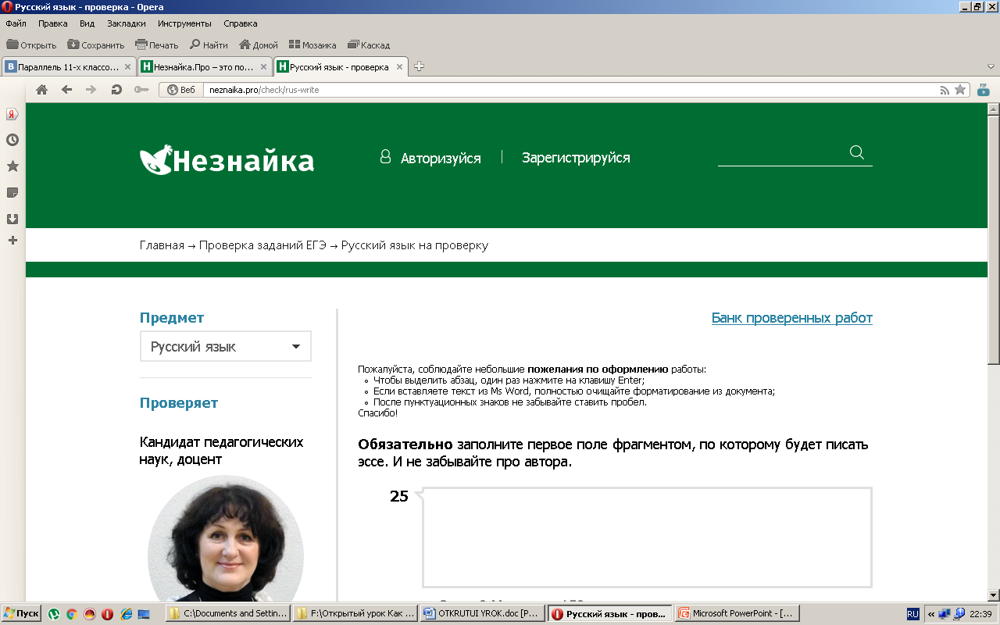 Русский язык - проверка - Opera
Файл Правка Вид Закладки Инструменты Справка
Открыть Сохранить Печать Найти Домой Мозаика Каскад
В Параллель 11-х классо... Н Незнайка.Про – это по... Н Русский язык - проверка
Веб neznaika.pro/check/rus-write
Я
Незнайка Авторизуйся | Зарегистрируйся
Главная → Проверка заданий ЕГЭ → Русский язык на проверку
Предмет
Русский язык
Проверяет
Кандидат педагогических
наук, доцент
Банк проверенных работ
Пожалуйста, соблюдайте небольшие пожелания по оформлению работы:
Чтобы выделить абзац, один раз нажмите на клавишу Enter;
Если вставляете текст из Ms Word, полностью очищайте форматирование из документа;
После пунктуационных знаков не забывайте ставить пробел.
Спасибо!
Обязательно заполните первое поле фрагментом, по которому будет писать
эссе. И не забывайте про автора.
25
Пуск C:\Documents and Settin... F:\Открытый урок Как ... OTKRUTUI YROK.doc [Р... Русский язык - пров... Microsoft PowerPoint - [... RU « 22:39